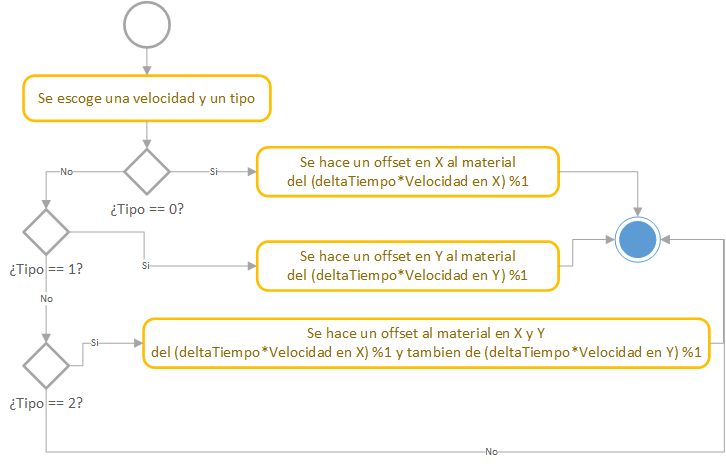 Se escoge una velocidad y un tipo
No
Si
Se hace un offset en X al material
del (deltaTiempo*Velocidad en X) %1
¿Tipo == 0?
Si
Se hace un offset en Y al material
del (deltaTiempo*Velocidad en Y) %1
¿Tipo == 1?
No
Si
Se hace un offset al material en X y Y
del (deltaTiempo*Velocidad en X) %1 y tambien de (deltaTiempo*Velocidad en Y) %1
¿Tipo == 2?
No